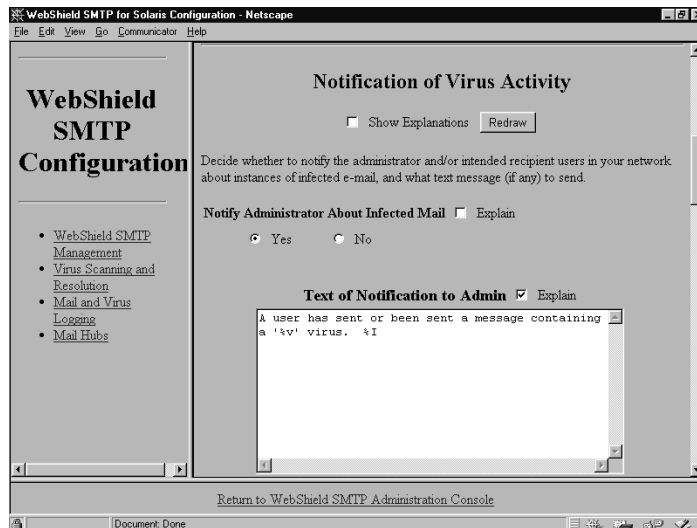 WebShield SMTP for Solaris Configuration - Netscape
File Edit View Go Communicator Help
WebShield
SMTP
Configuration
WebShield SMTP
Management
Virus Scanning and
Resolution
Mail and Virus
Logging
Mail Hubs
Notification of Virus Activity
Show Explanations Redraw
Decide whether to notify the administrator and/or intended recipient users in your network
about instances of infected e-mail, and what text message (if any) to send.
Notify Administrator About Infected Mail Explain
Yes No
Text of Notification to Admin Explain
A user has sent or been sent a message containing
a '%v' virus. %I
Return to WebShield SMTP Administration Console
Document: Done